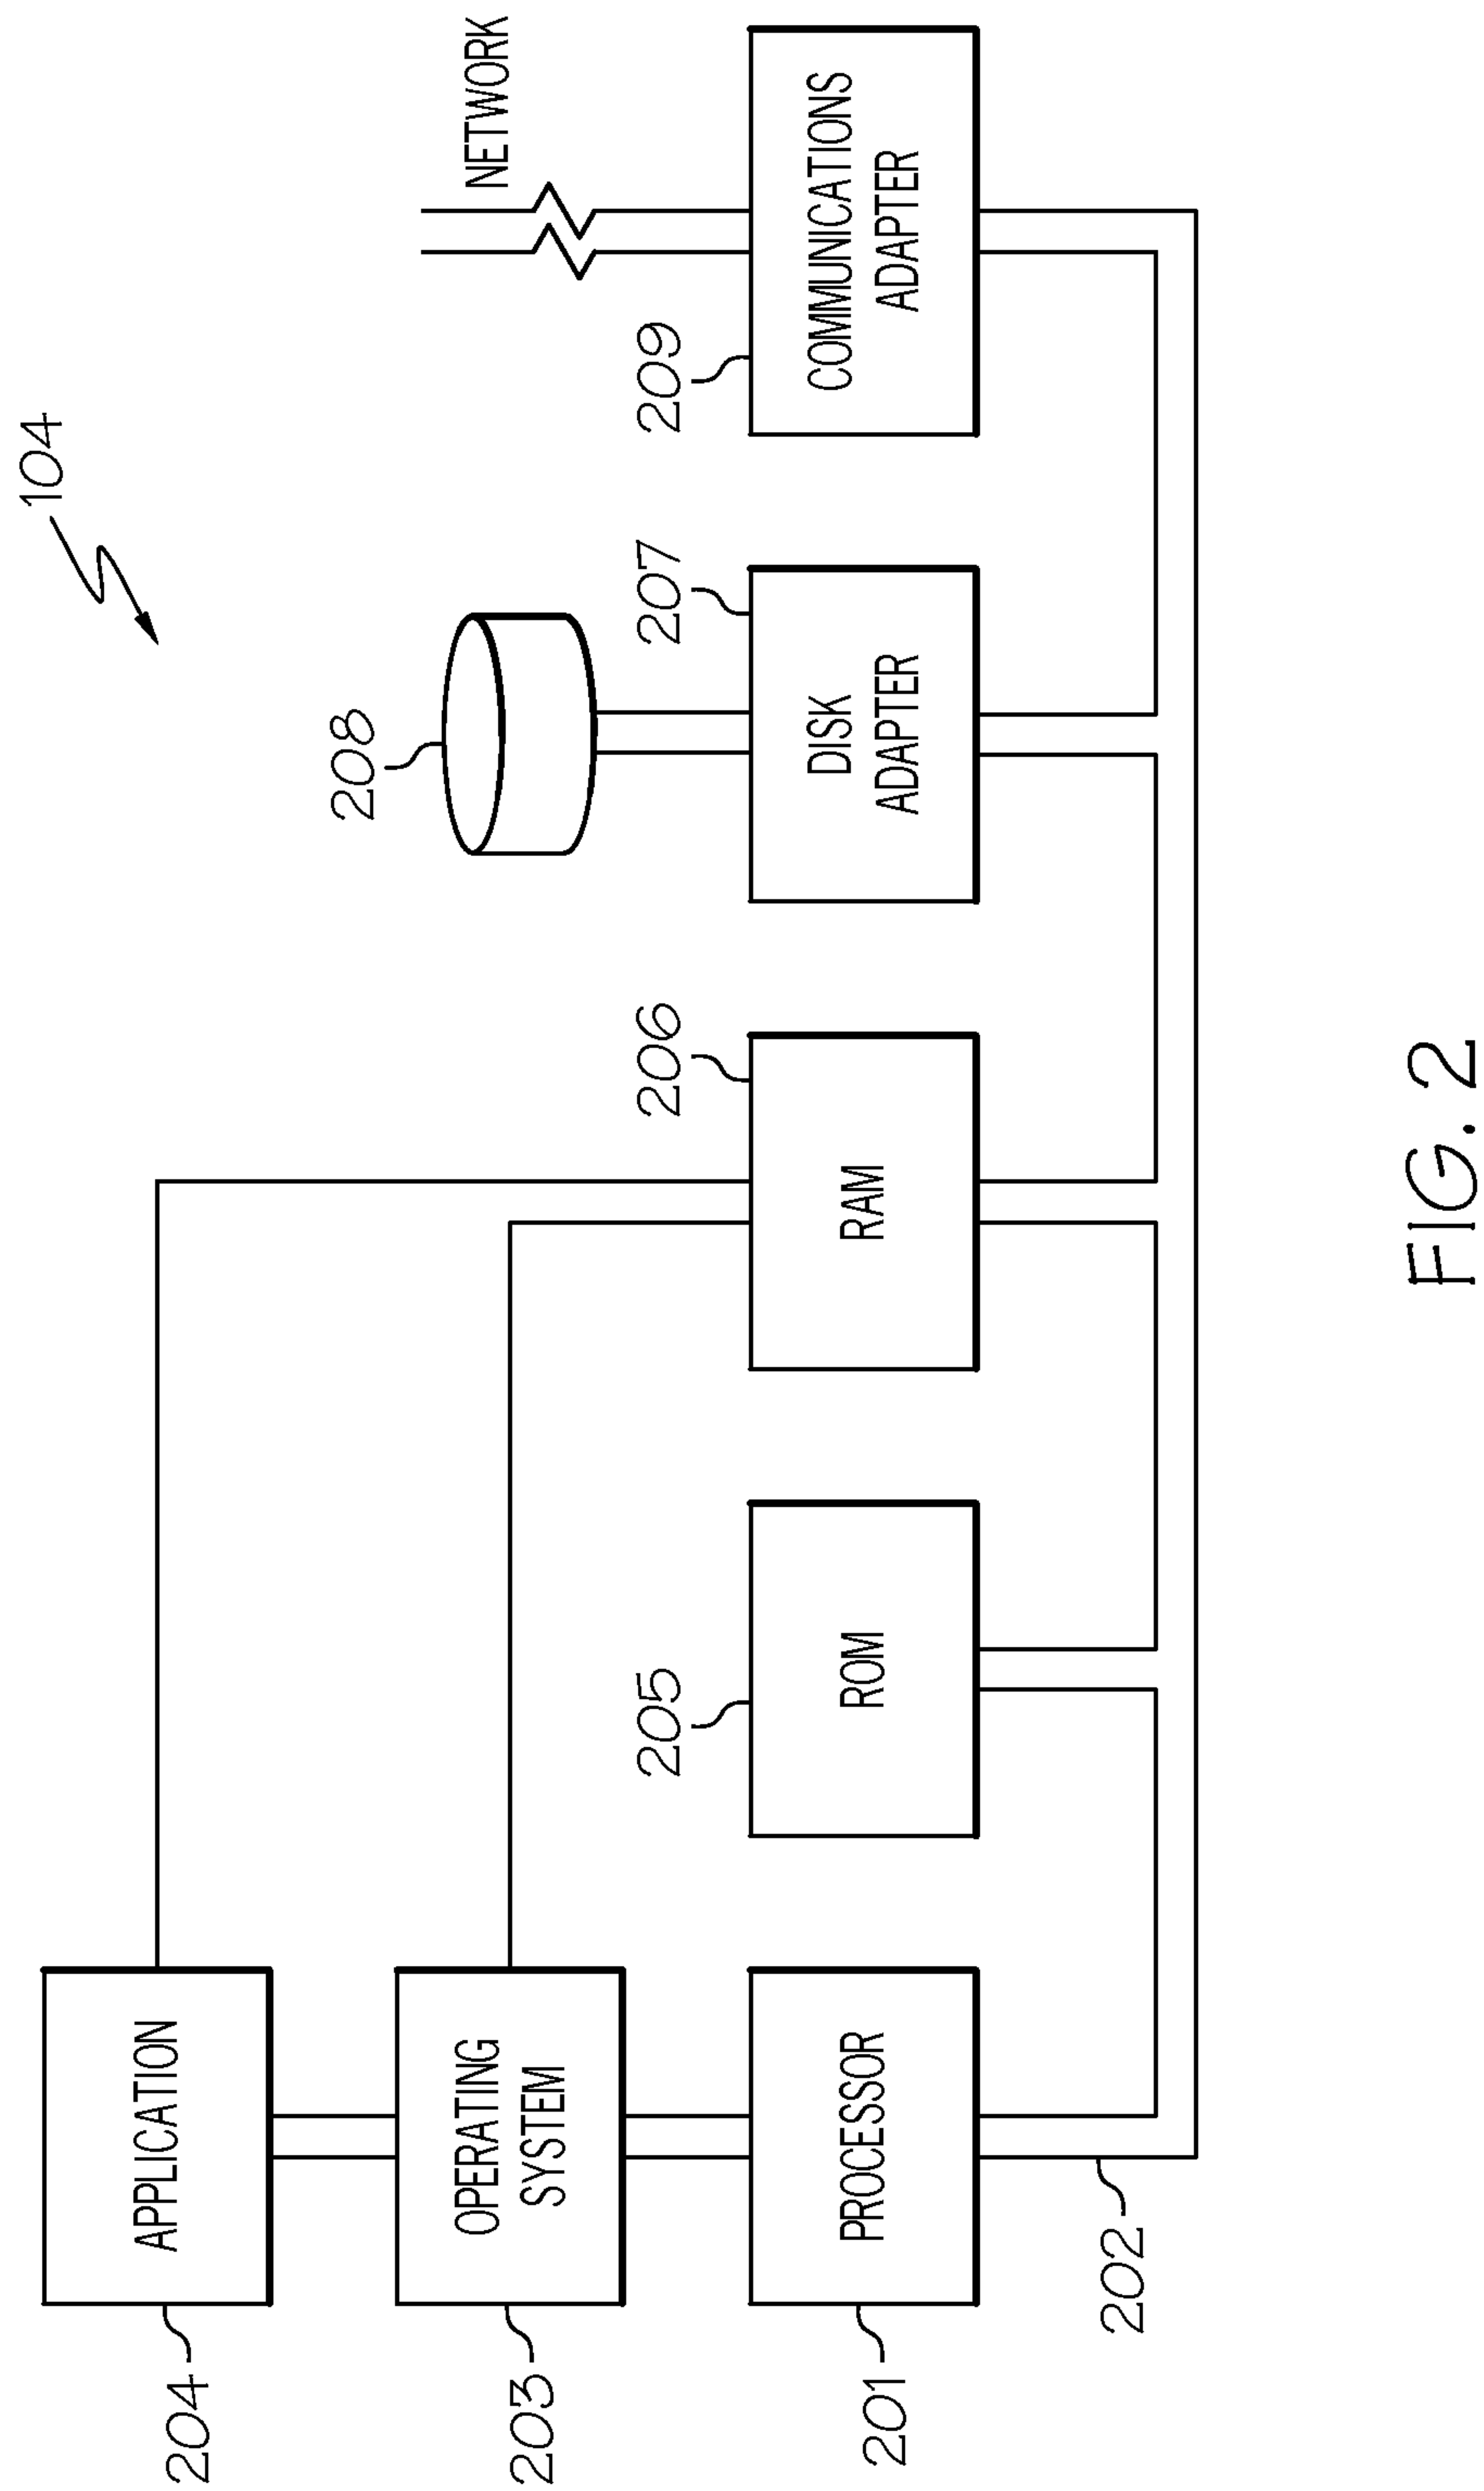 104
204
APPLICATION
203
OPERATING
SYSTEM
208
NETWORK
201
PROCESSOR
205
ROM
206
RAM
207
DISK
ADAPTER
209
COMMUNICATIONS
ADAPTER
202
FIG. 2